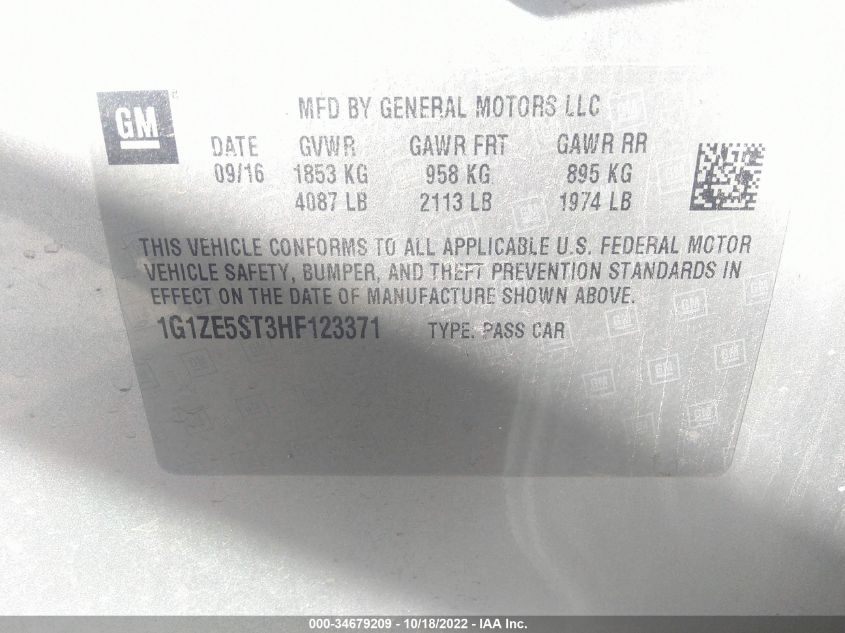 GM
MFD BY GENERAL MOTORS LLC
DATE GVWR GAWR FRT GAWR RR
09/16 1853 KG 958 KG 895 KG
4087 LB 2113 LB 1974 LB
THIS VEHICLE CONFORMS TO ALL APPLICABLE U.S. FEDERAL MOTOR
VEHICLE SAFETY, BUMPER, AND THEFT PREVENTION STANDARDS IN
EFFECT ON THE DATE OF MANUFACTURE SHOWN ABOVE.
1G1ZE5ST3HF123371 TYPE: PASS CAR
000-34679209 - 10/18/2022 - IAA Inc.